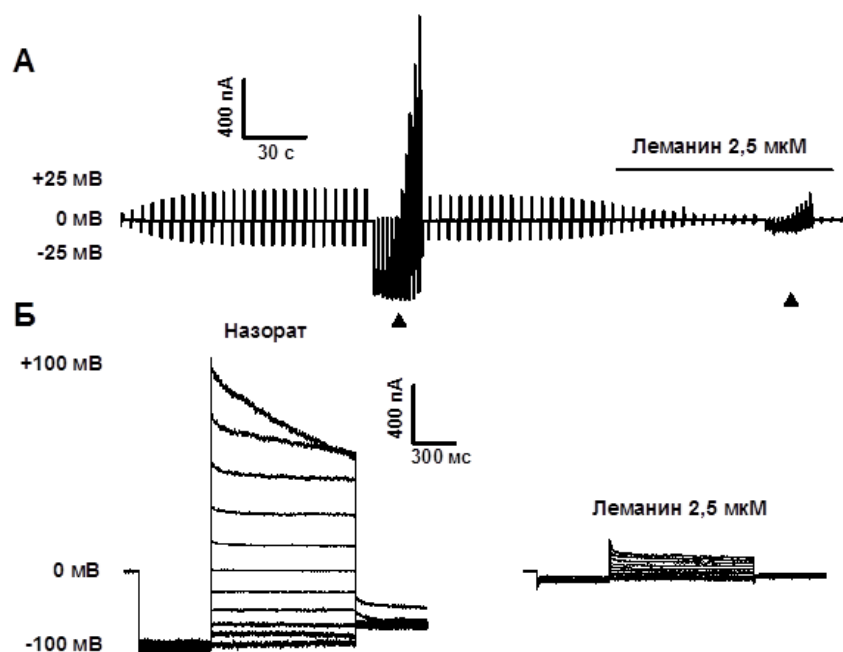 А
400 пА
30 с
Леманин 2,5 мкМ
+25 мВ
0 мВ
-25 мВ
Б
Назорат
+100 мВ
400 пА
300 мс
Леманин 2,5 мкМ
0 мВ
-100 мВ